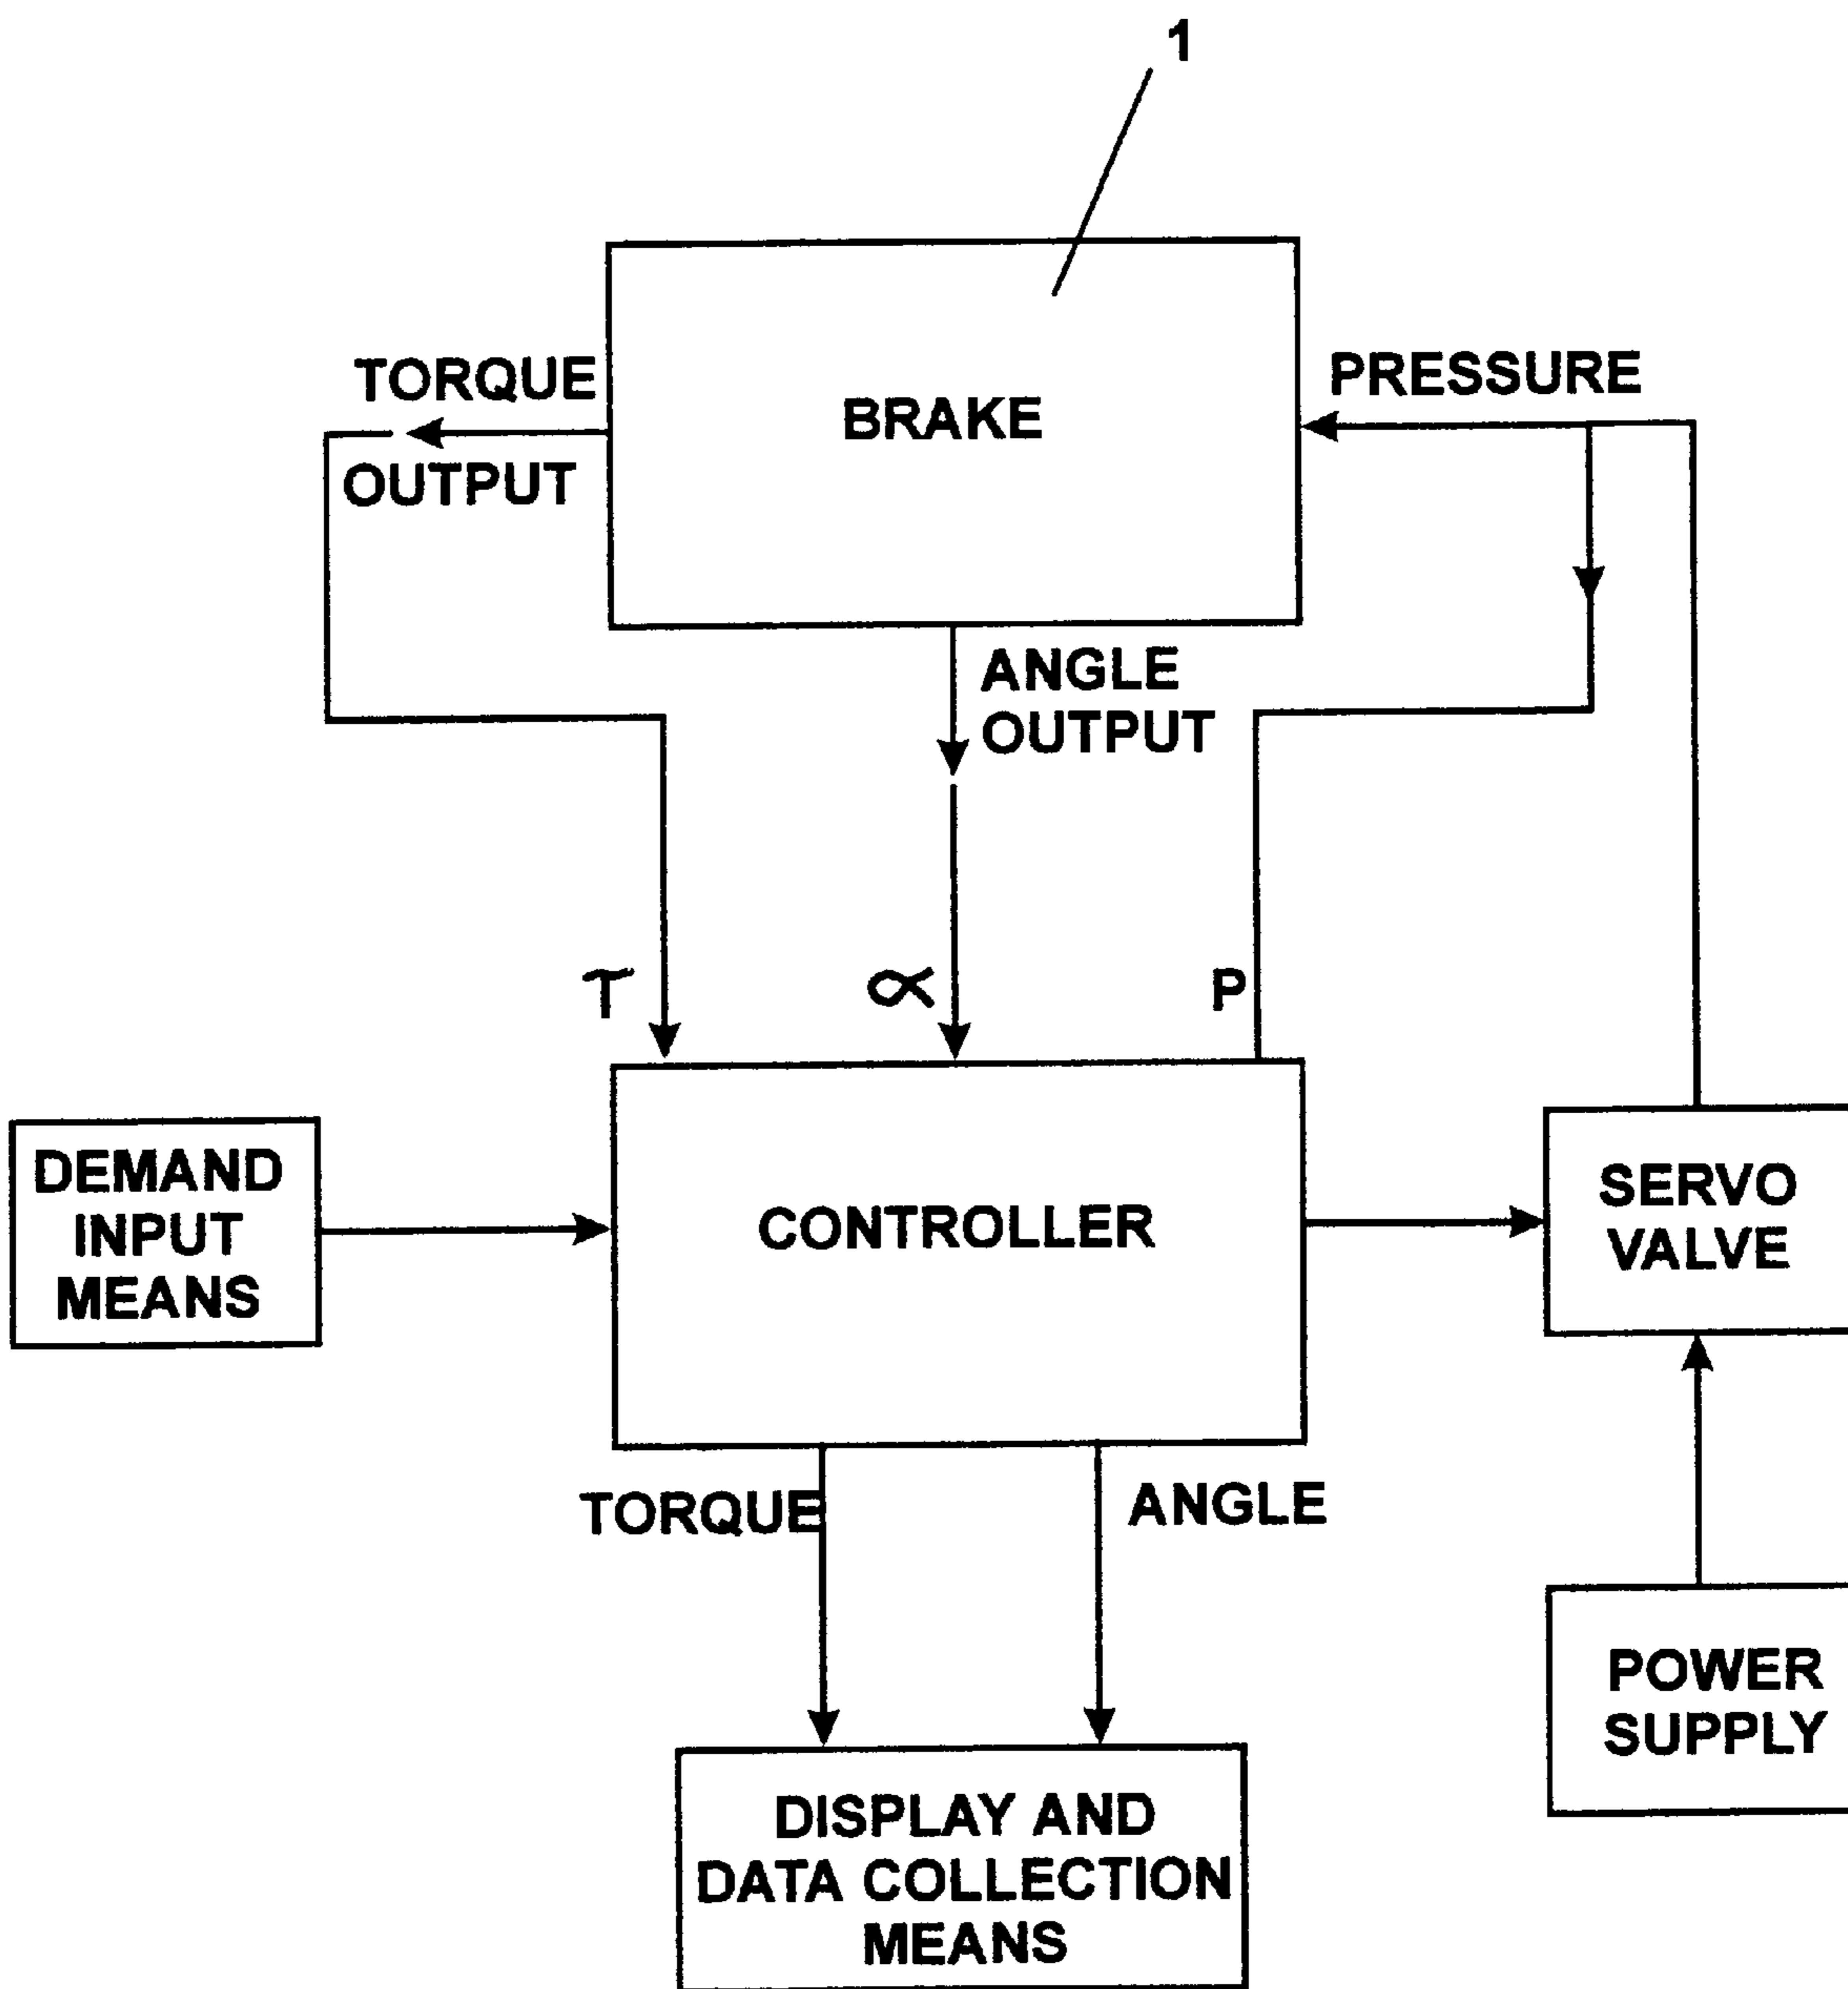 1
TORQUE
OUTPUT
BRAKE
PRESSURE
ANGLE
OUTPUT
τ
∝
P
DEMAND
INPUT
MEANS
CONTROLLER
SERVO
VALVE
TORQUE
ANGLE
POWER
SUPPLY
DISPLAY AND
DATA COLLECTION
MEANS